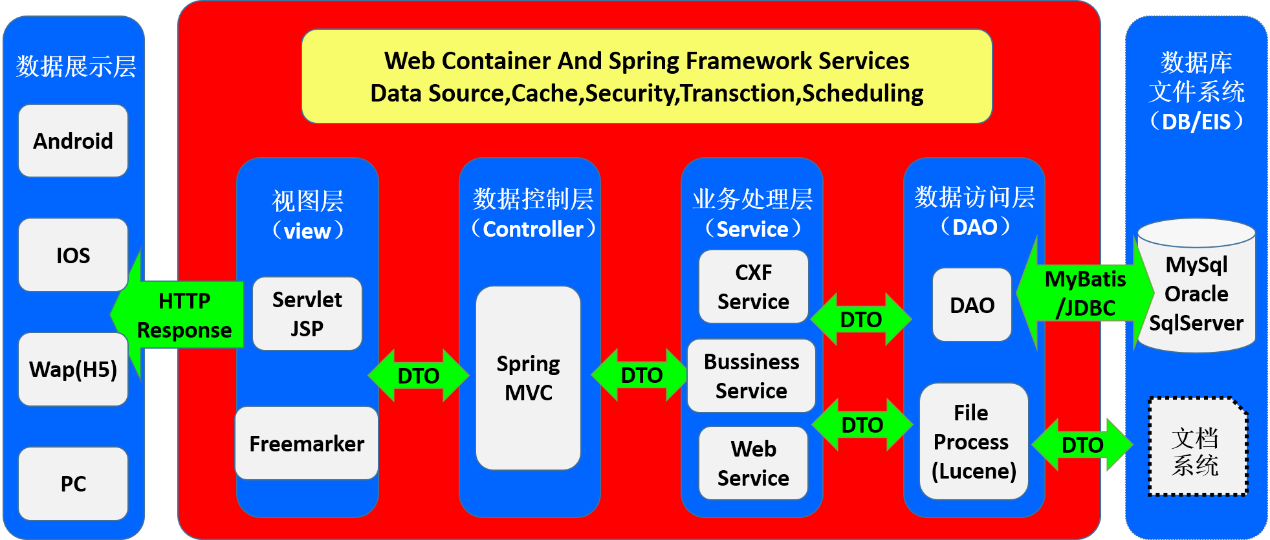 数据展示层
Android
IOS
Wap(H5)
PC
HTTP
Response
Web Container And Spring Framework Services
Data Source,Cache,Security,Transction,Scheduling
视图层
（view）
Servlet
JSP
Freemarker
DTO
数据控制层
（Controller）
Spring
MVC
DTO
业务处理层
（Service）
CXF
Service
Bussiness
Service
Web
Service
DTO
DTO
数据访问层
（DAO）
DAO
File
Process
(Lucene)
MyBatis
/JDBC
DTO
数据库
文件系统
（DB/EIS）
MySql
Oracle
SqlServer
文档
系统